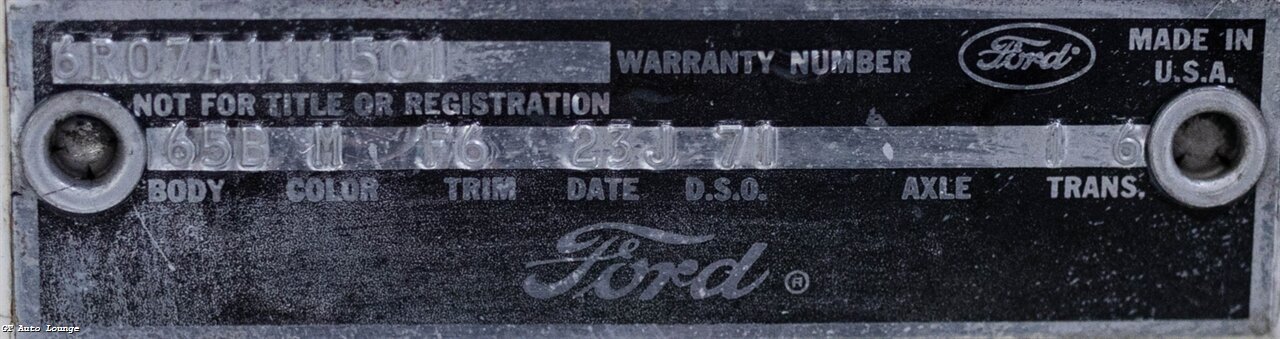 6R07A111501 WARRANTY NUMBER Ford MADE IN
U.S.A.
NOT FOR TITLE OR REGISTRATION
65B M F6 23J 71 1 6
BODY COLOR TRIM DATE D.S.O. AXLE TRANS.
Ford ®
GT Auto Lounge